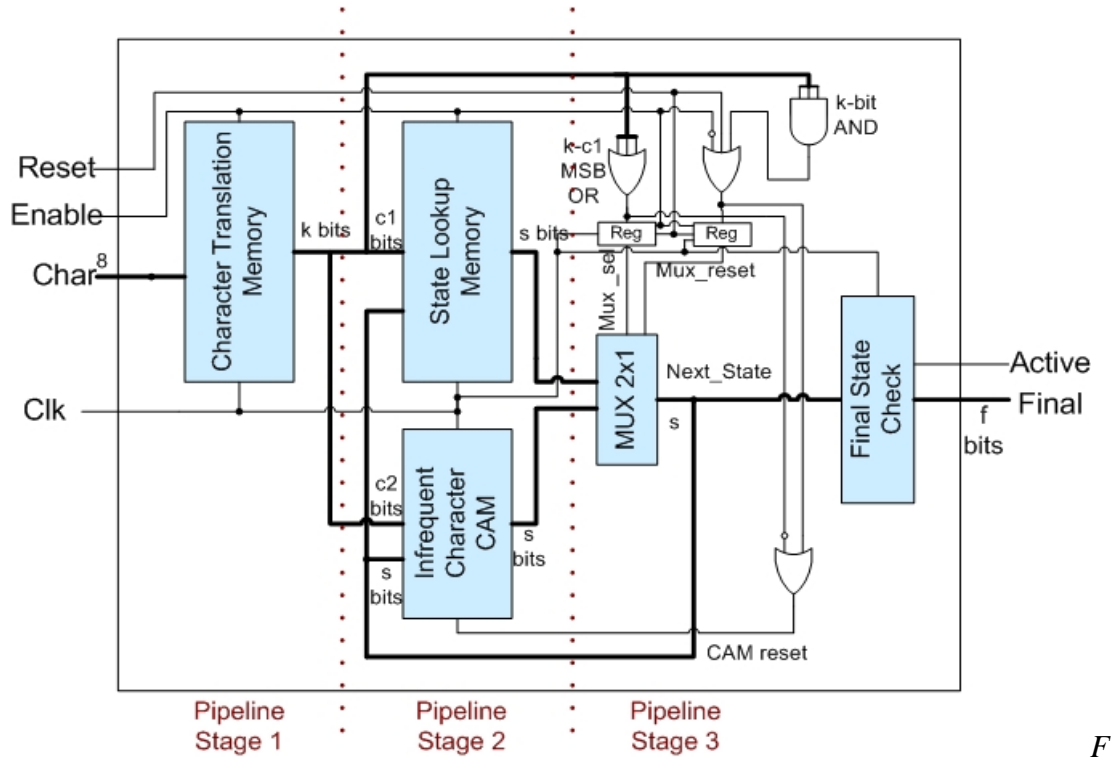 Reset
Enable
Char
8
Clk
Character Translation
Memory
k bits
c1
bits
State Lookup
Memory
s bits
c2
bits
Infrequent
Character
CAM
s
bits
s
bits
k-c1
MSB
OR
k-bit
AND
Reg
Reg
Mux_sel
Mux_reset
MUX 2x1
Next_State
s
CAM reset
Final State
Check
Active
Final
f
bits
Pipeline
Stage 1
Pipeline
Stage 2
Pipeline
Stage 3
F